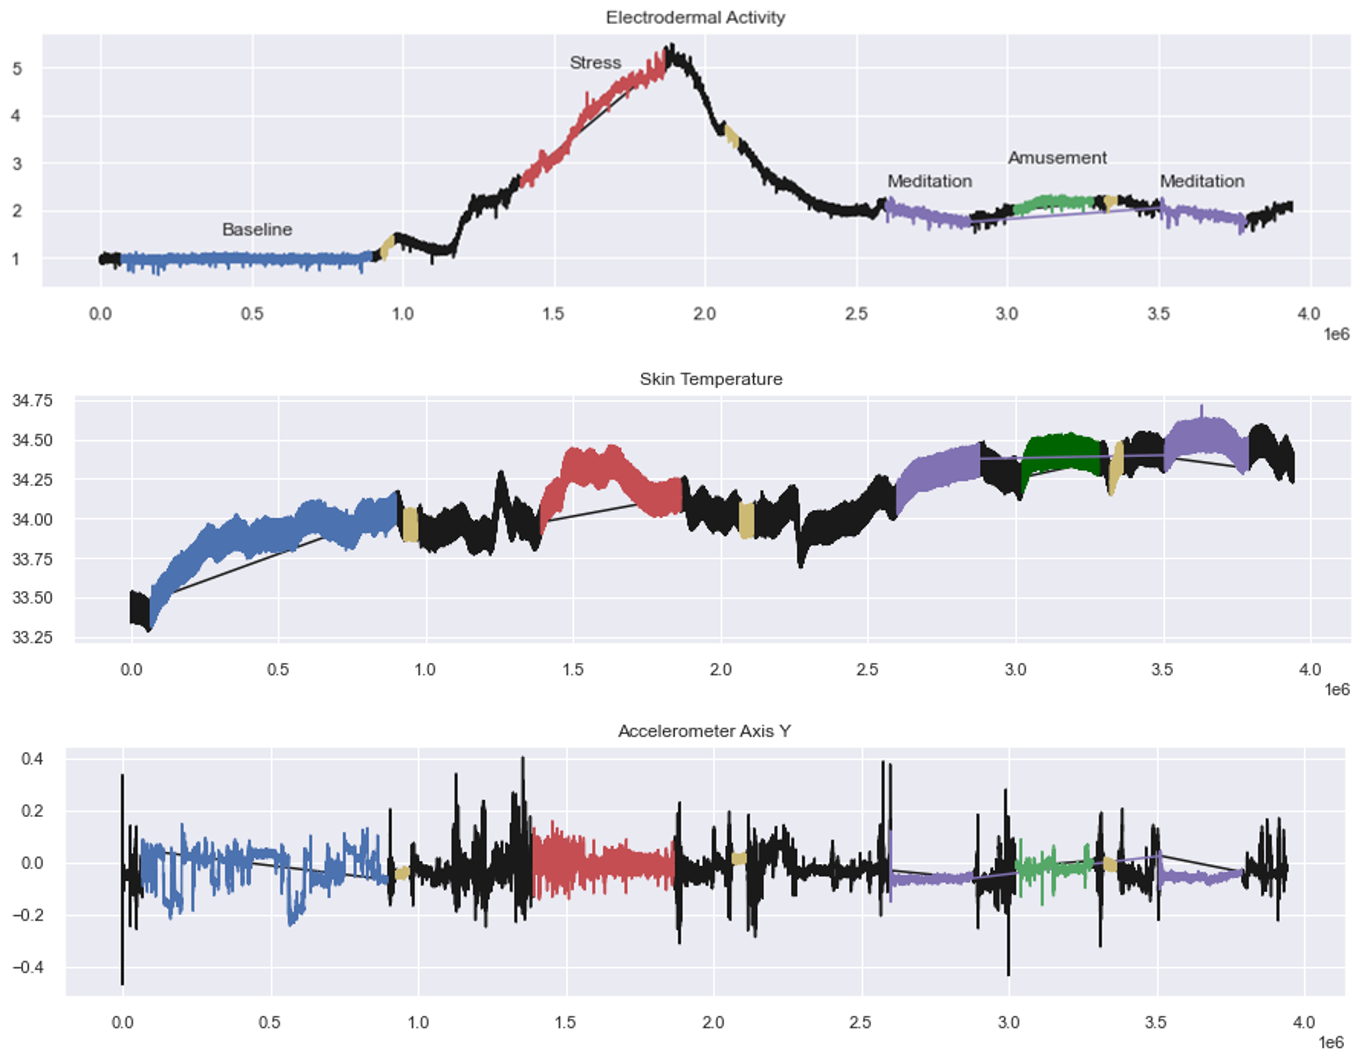 Electrodermal Activity
5
4
3
2
1
Stress
Amusement
Meditation
Meditation
Baseline
0.0 0.5 1.0 1.5 2.0 2.5 3.0 3.5 4.0
1e6
Skin Temperature
34.75
34.50
34.25
34.00
33.75
33.50
33.25
0.0 0.5 1.0 1.5 2.0 2.5 3.0 3.5 4.0
1e6
Accelerometer Axis Y
0.4
0.2
0.0
−0.2
−0.4
0.0 0.5 1.0 1.5 2.0 2.5 3.0 3.5 4.0
1e6